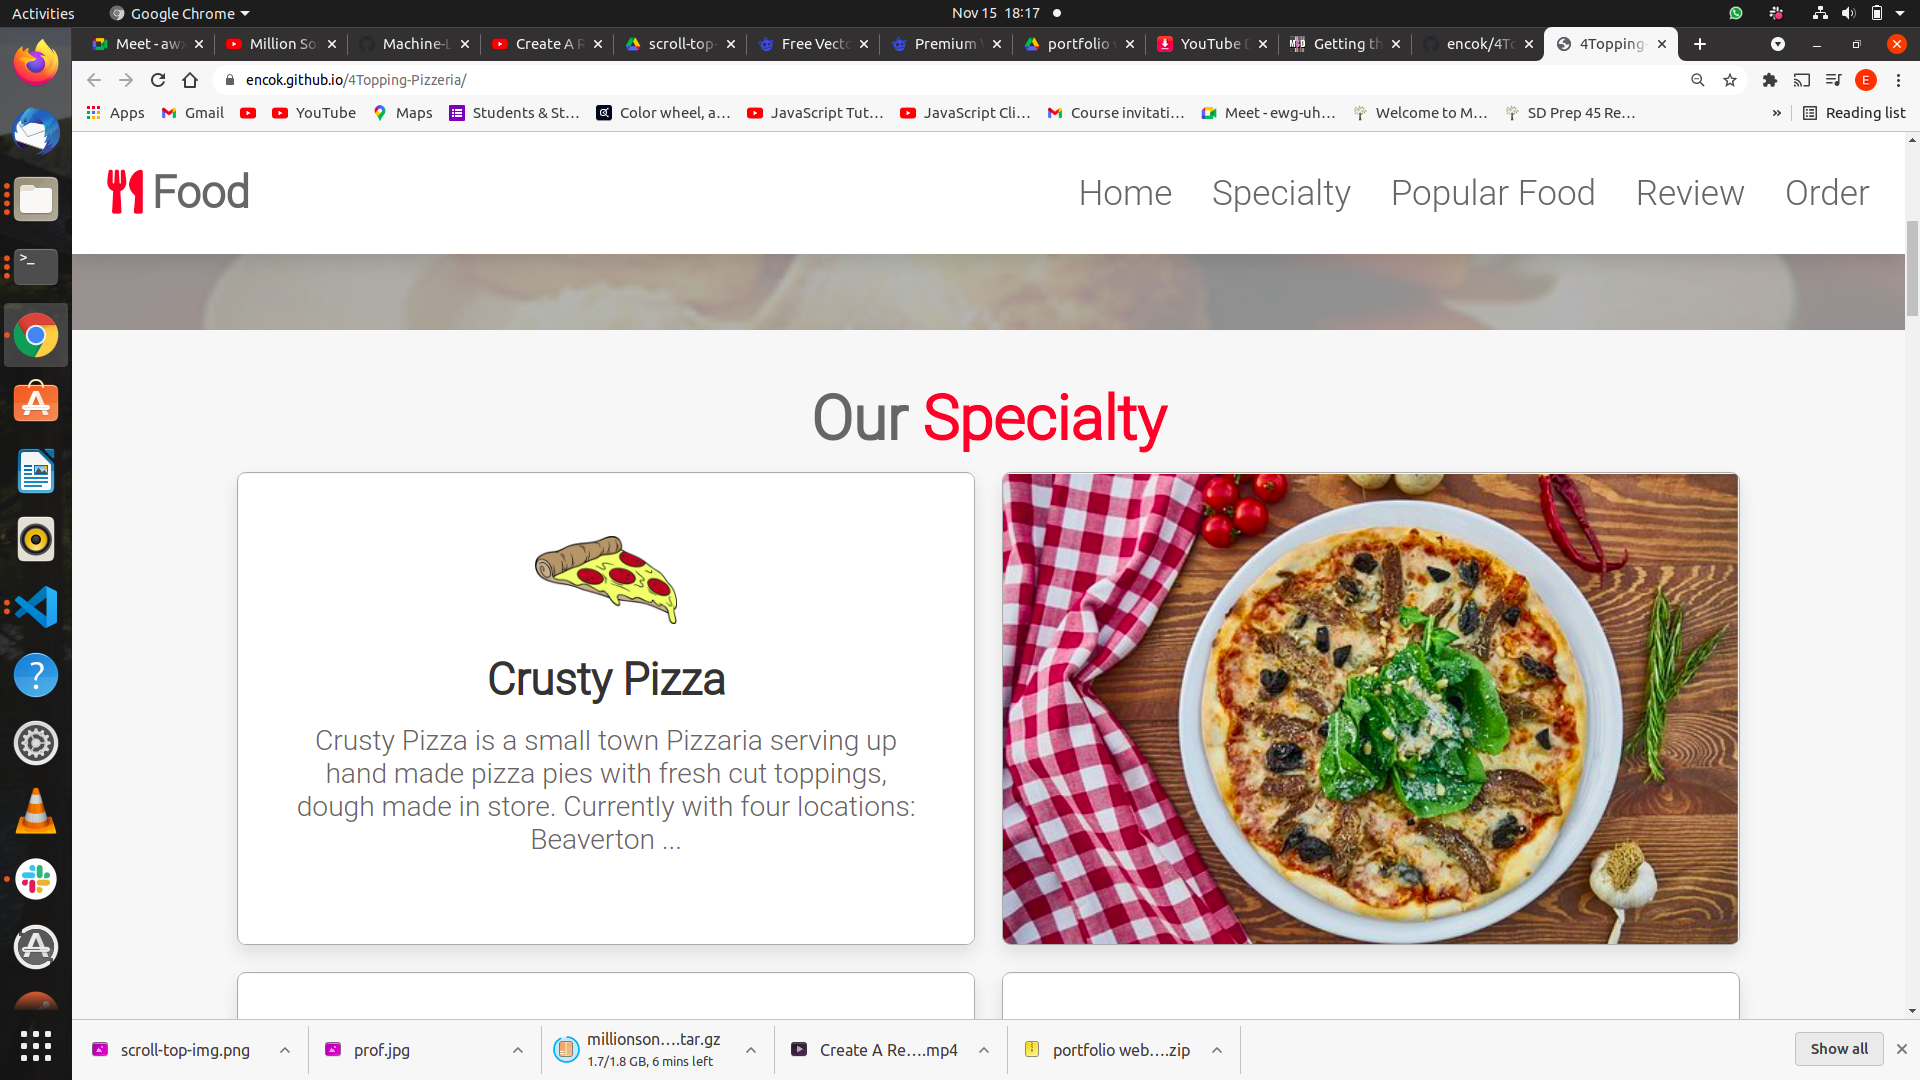 Activities
Google Chrome
Nov 15 18:17
Meet - aw
Million So
Machine-L
Create A R
scroll-top-
Free Vecto
Premium V
portfolio
YouTube D
Getting th
encok/4To
4Topping-
encok.github.io/4Topping-Pizzeria/
E
Apps
Gmail
YouTube
Maps
Students & St...
Color wheel, a...
JavaScript Tut...
JavaScript Cli...
Course invitati...
Meet - ewg-uh...
Welcome to M...
SD Prep 45 Re...
»
Reading list
Food
Home
Specialty
Popular Food
Review
Order
Our Specialty
Crusty Pizza
Crusty Pizza is a small town Pizzaria serving up
hand made pizza pies with fresh cut toppings,
dough made in store. Currently with four locations:
Beaverton ...
scroll-top-img.png
prof.jpg
millionson....tar.gz
1.7/1.8 GB, 6 mins left
Create A Re....mp4
portfolio web....zip
Show all